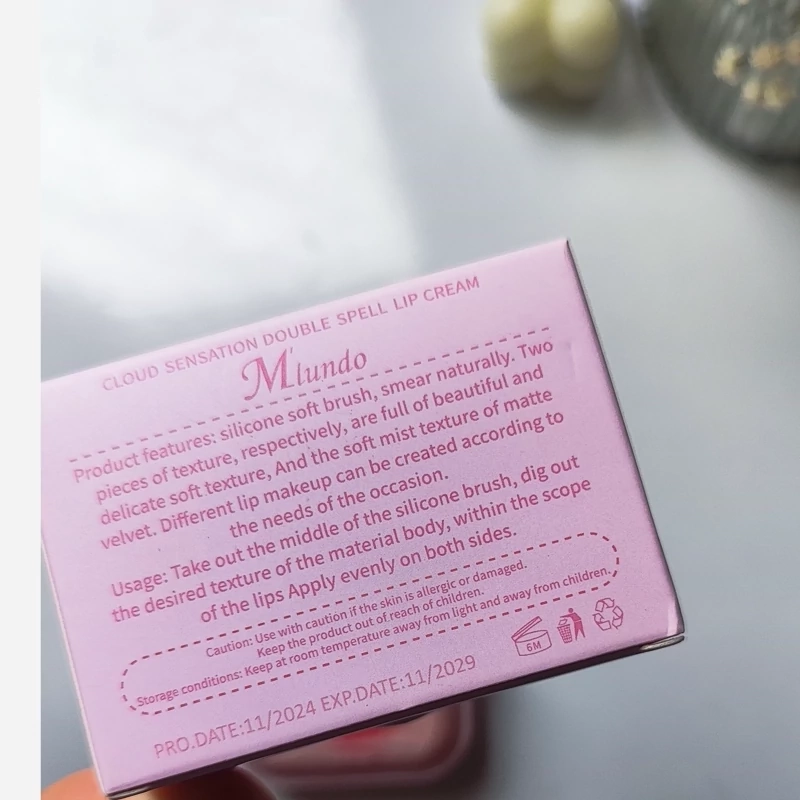 CLOUD SENSATION DOUBLE SPELL LIP CREAM
M'lundo
Product features: silicone soft brush, smear naturally. Two
pieces of texture, respectively, are full of beautiful and
delicate soft texture, And the soft mist texture of matte
velvet. Different lip makeup can be created according to
the needs of the occasion.
Usage: Take out the middle of the silicone brush, dig out
the desired texture of the material body, within the scope
of the lips Apply evenly on both sides.
Caution: Use with caution if the skin is allergic or damaged.
Keep the product out of reach of children.
Storage conditions: Keep at room temperature away from light and away from children.
6M
PRO.DATE:11/2024 EXP.DATE:11/2029